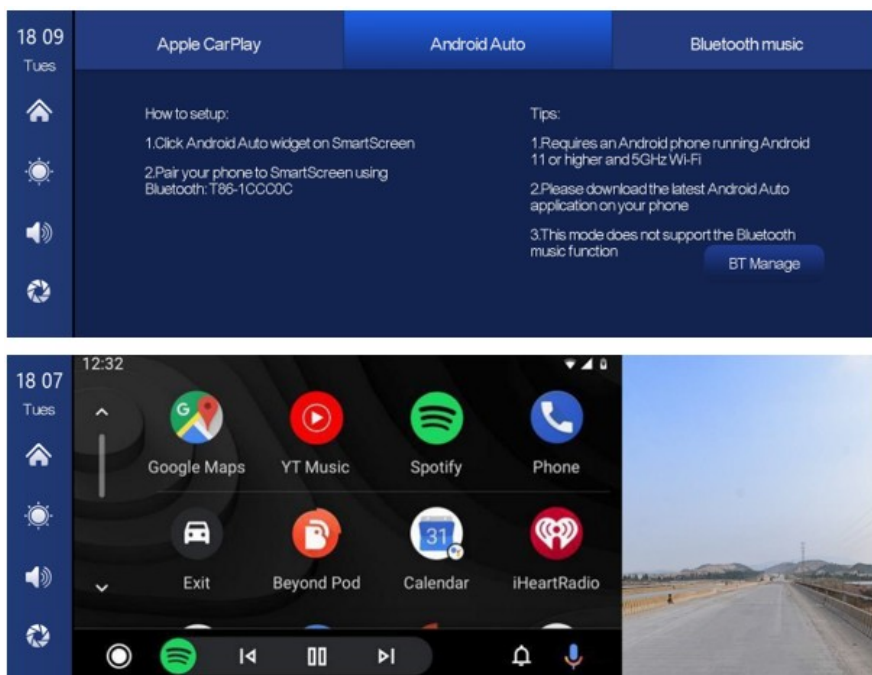 18 09
Tues
Apple CarPlay
Android Auto
Bluetooth music
How to setup:
1.Click Android Auto widget on SmartScreen
2.Pair your phone to SmartScreen using
Bluetooth: T86-1CCC0C
Tips:
1.Requires an Android phone running Android
11 or higher and 5GHz Wi-Fi
2.Please download the latest Android Auto
application on your phone
3.This mode does not support the Bluetooth
music function
BT Manage
18 07
Tues
12:32
G
Google Maps
YT Music
Spotify
Phone
31
Exit
Beyond Pod
Calendar
iHeartRadio